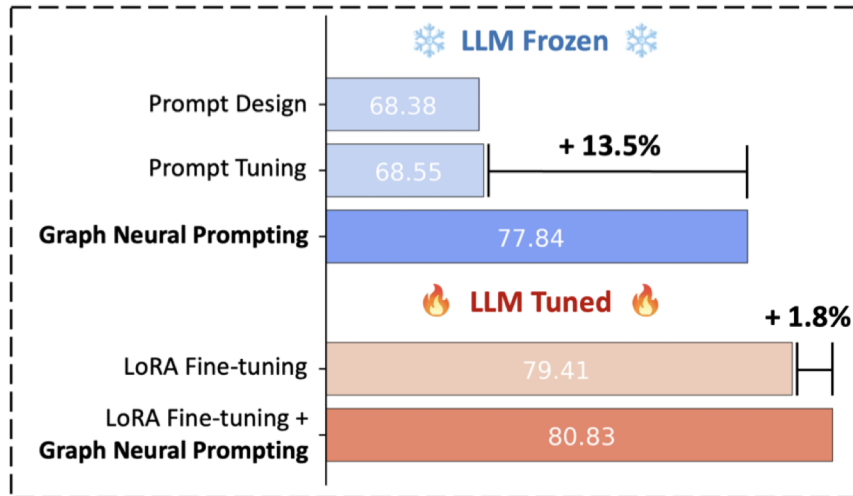 LLM Frozen
Prompt Design
68.38
Prompt Tuning
68.55
+ 13.5%
Graph Neural Prompting
77.84
LLM Tuned
+ 1.8%
LoRA Fine-tuning
79.41
LoRA Fine-tuning +
Graph Neural Prompting
80.83